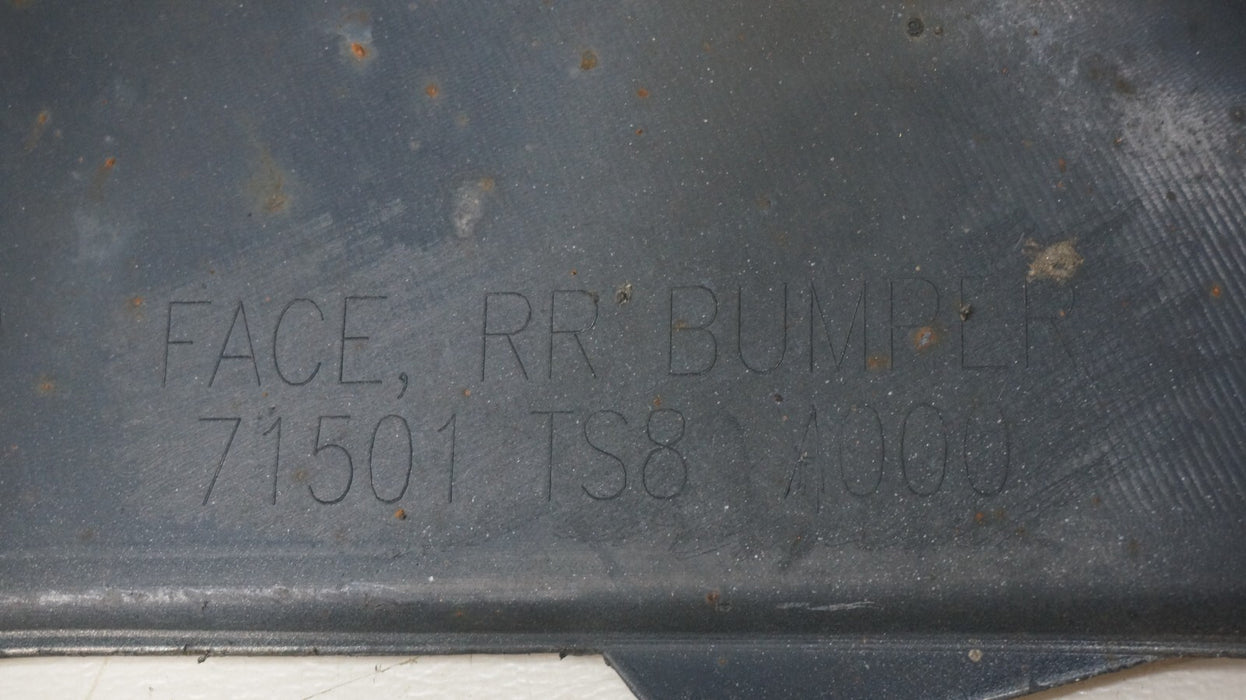 FACE, RR BUMPER
71501 TS8 A000